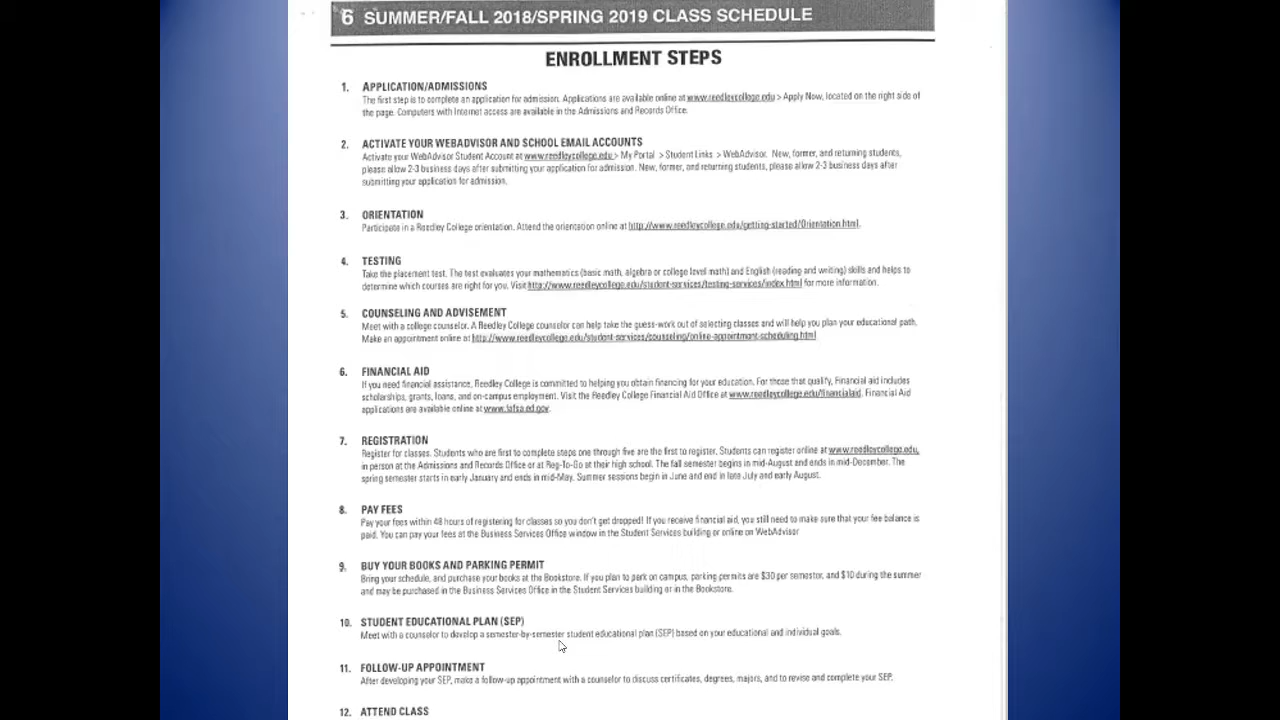 6 SUMMER/FALL 2018/SPRING 2019 CLASS SCHEDULE
ENROLLMENT STEPS
1. APPLICATION/ADMISSIONS
The first step is to complete an application for admission. Applications are available online at www.reedleycollege.edu > Apply Now, located on the right side of
the page. Computers with Internet access are available in the Admissions and Records Office.
2. ACTIVATE YOUR WEBADVISOR AND SCHOOL EMAIL ACCOUNTS
Activate your WebAdvisor Student Account at www.reedleycollege.edu > My Portal > Student Links > WebAdvisor. New, former, and returning students,
please allow 2-3 business days after submitting your application for admission. New, former, and returning students, please allow 2-3 business days after
submitting your application for admission.
3. ORIENTATION
Participate in a Reedley College orientation. Attend the orientation online at http://www.reedleycollege.edu/getting-started/Orientation.html.
4. TESTING
Take the placement test. The test evaluates your mathematics (basic math, algebra or college level math) and English (reading and writing) skills and helps to
determine which courses are right for you. Visit http://www.reedleycollege.edu/student-services/testing-services/index.html for more information.
5. COUNSELING AND ADVISEMENT
Meet with a college counselor. A Reedley College counselor can help take the guess-work out of selecting classes and will help you plan your educational path.
Make an appointment online at http://www.reedleycollege.edu/student-services/counseling/online-appointment-scheduling.html
6. FINANCIAL AID
If you need financial assistance, Reedley College is committed to helping you obtain financing for your education. For those that qualify, Financial aid includes
scholarships, grants, loans, and on-campus employment. Visit the Reedley College Financial Aid Office at www.reedleycollege.edu/financialaid. Financial Aid
applications are available online at www.fafsa.ed.gov.
7. REGISTRATION
Register for classes. Students who are first to complete steps one through five are the first to register. Students can register online at www.reedleycollege.edu,
in person at the Admissions and Records Office or at Reg-To-Go at their high school. The fall semester begins in mid-August and ends in mid-December. The
spring semester starts in early January and ends in mid-May. Summer sessions begin in June and end in late July and early August.
8. PAY FEES
Pay your fees within 48 hours of registering for classes so you don't get dropped! If you receive financial aid, you still need to make sure that your fee balance is
paid. You can pay your fees at the Business Services Office window in the Student Services building or online on WebAdvisor
9. BUY YOUR BOOKS AND PARKING PERMIT
Bring your schedule, and purchase your books at the Bookstore. If you plan to park on campus, parking permits are $30 per semester, and $10 during the summer
and may be purchased in the Business Services Office in the Student Services building or in the Bookstore.
10. STUDENT EDUCATIONAL PLAN (SEP)
Meet with a counselor to develop a semester-by-semester student educational plan (SEP) based on your educational and individual goals.
11. FOLLOW-UP APPOINTMENT
After developing your SEP, make a follow-up appointment with a counselor to discuss certificates, degrees, majors, and to revise and complete your SEP.
12. ATTEND CLASS